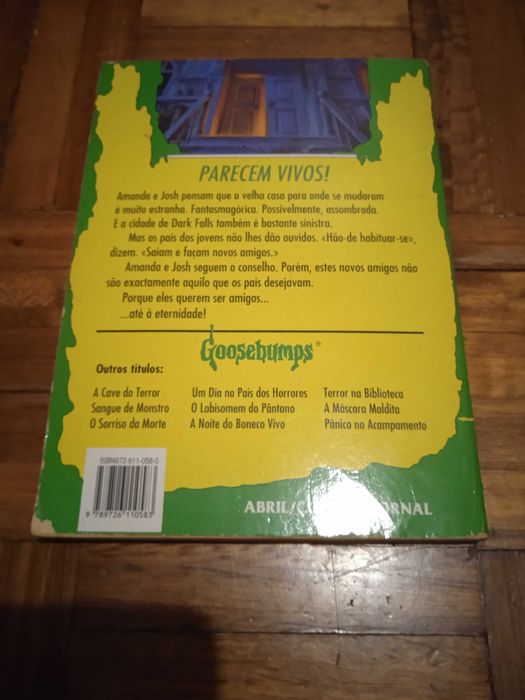 PARECEM VIVOS!
Amanda e Josh pensam que a velha casa para onde se mudaram
é muito estranha. Fantasmagórica. Possivelmente, assombrada.
E a cidade de Dark Falls também é bastante sinistra.
Mas os pais dos jovens não lhes dão ouvidos. «Hão-de habituar-se»,
dizem. «Saiam e façam novos amigos.»
Amanda e Josh seguem o conselho. Porém, estes novos amigos não
são exactamente aquilo que os pais desejavam.
Porque eles querem ser amigos...
...até à eternidade!
Goosebumps®
Outros títulos:
A Cave do Terror Um Dia no País dos Horrores Terror na Biblioteca
Sangue de Monstro O Lobisomem do Pântano A Máscara Maldita
O Sorriso da Morte A Noite do Boneco Vivo Pânico no Acampamento
ISBN972-611-058-0
9 789726 110583
ABRIL/